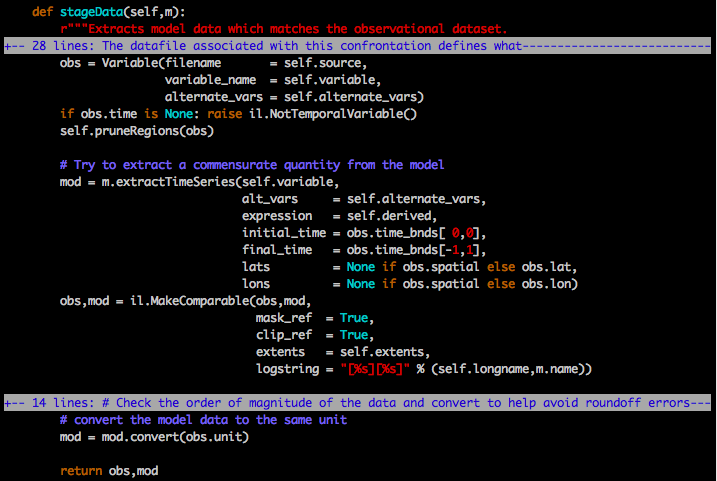 def stageData(self,m):
r"""Extracts model data which matches the observational dataset.
+-- 28 lines: The datafile associated with this confrontation defines what---------------------------
obs = Variable(filename       = self.source,
variable_name  = self.variable,
alternate_vars = self.alternate_vars)
if obs.time is None: raise il.NotTemporalVariable()
self.pruneRegions(obs)
# Try to extract a commensurate quantity from the model
mod = m.extractTimeSeries(self.variable,
alt_vars     = self.alternate_vars,
expression   = self.derived,
initial_time = obs.time_bnds[ 0,0],
final_time   = obs.time_bnds[-1,1],
lats         = None if obs.spatial else obs.lat,
lons         = None if obs.spatial else obs.lon)
obs,mod = il.MakeComparable(obs,mod,
mask_ref  = True,
clip_ref  = True,
extents   = self.extents,
logstring = "[%s][%s]" % (self.longname,m.name))
+-- 14 lines: # Check the order of magnitude of the data and convert to help avoid roundoff errors---
# convert the model data to the same unit
mod = mod.convert(obs.unit)
return obs,mod